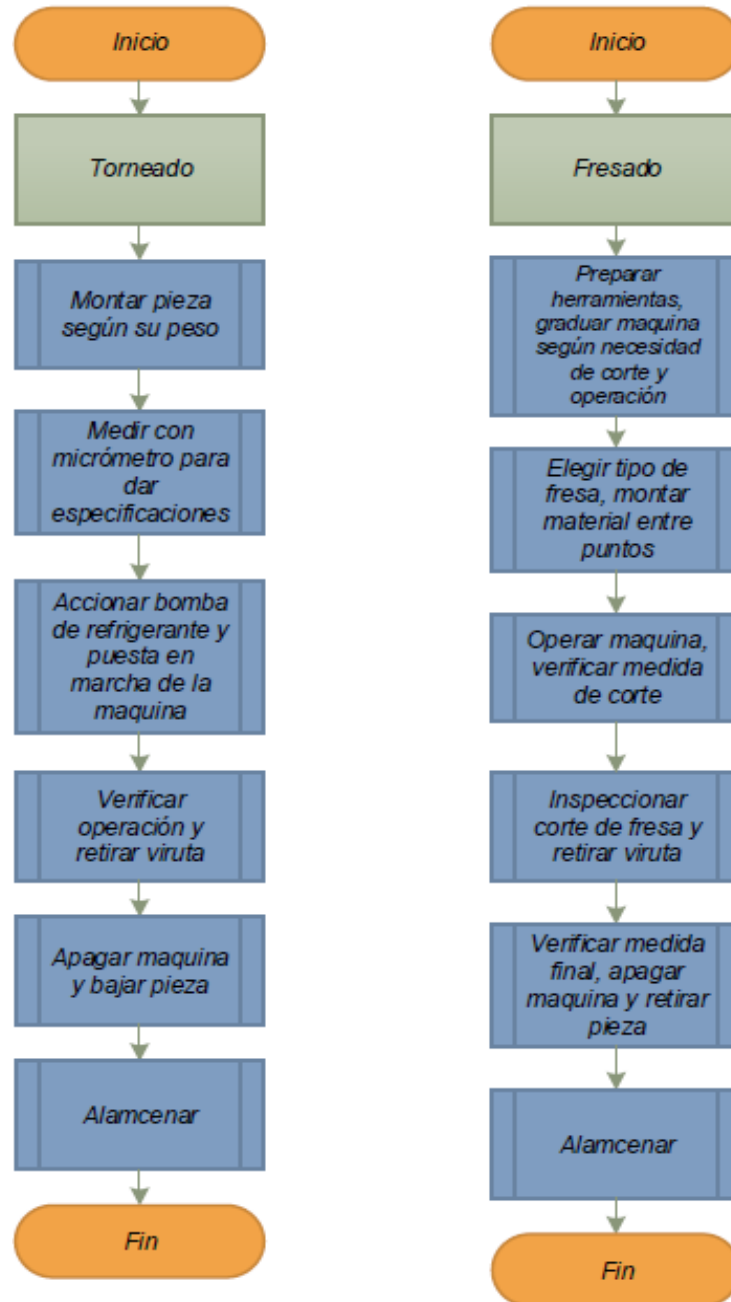 Inicio
Torneado
Montar pieza
según su peso
Medir con
micrómetro para
dar
especificaciones
Accionar bomba
de refrigerante y
puesta en
marcha de la
maquina
Verificar
operación y
retirar viruta
Apagar maquina
y bajar pieza
Alamcenar
Fin
Inicio
Fresado
Preparar
herramientas,
graduar maquina
según necesidad
de corte y
operación
Elegir tipo de
fresa, montar
material entre
puntos
Operar maquina,
verificar medida
de corte
Inspeccionar
corte de fresa y
retirar viruta
Verificar medida
final, apagar
maquina y retirar
pieza
Alamcenar
Fin